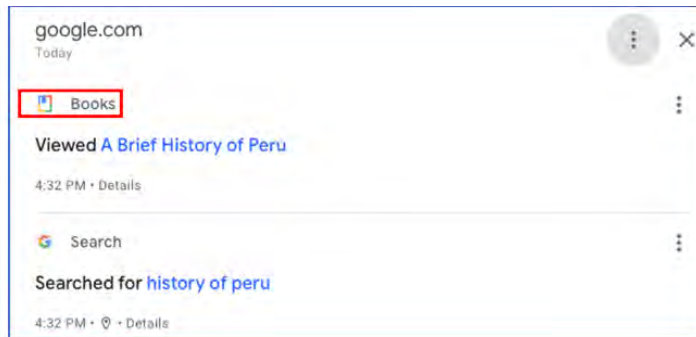 google.com
Today
Books
Viewed A Brief History of Peru
4:32 PM • Details
Search
Searched for history of peru
4:32 PM • • Details